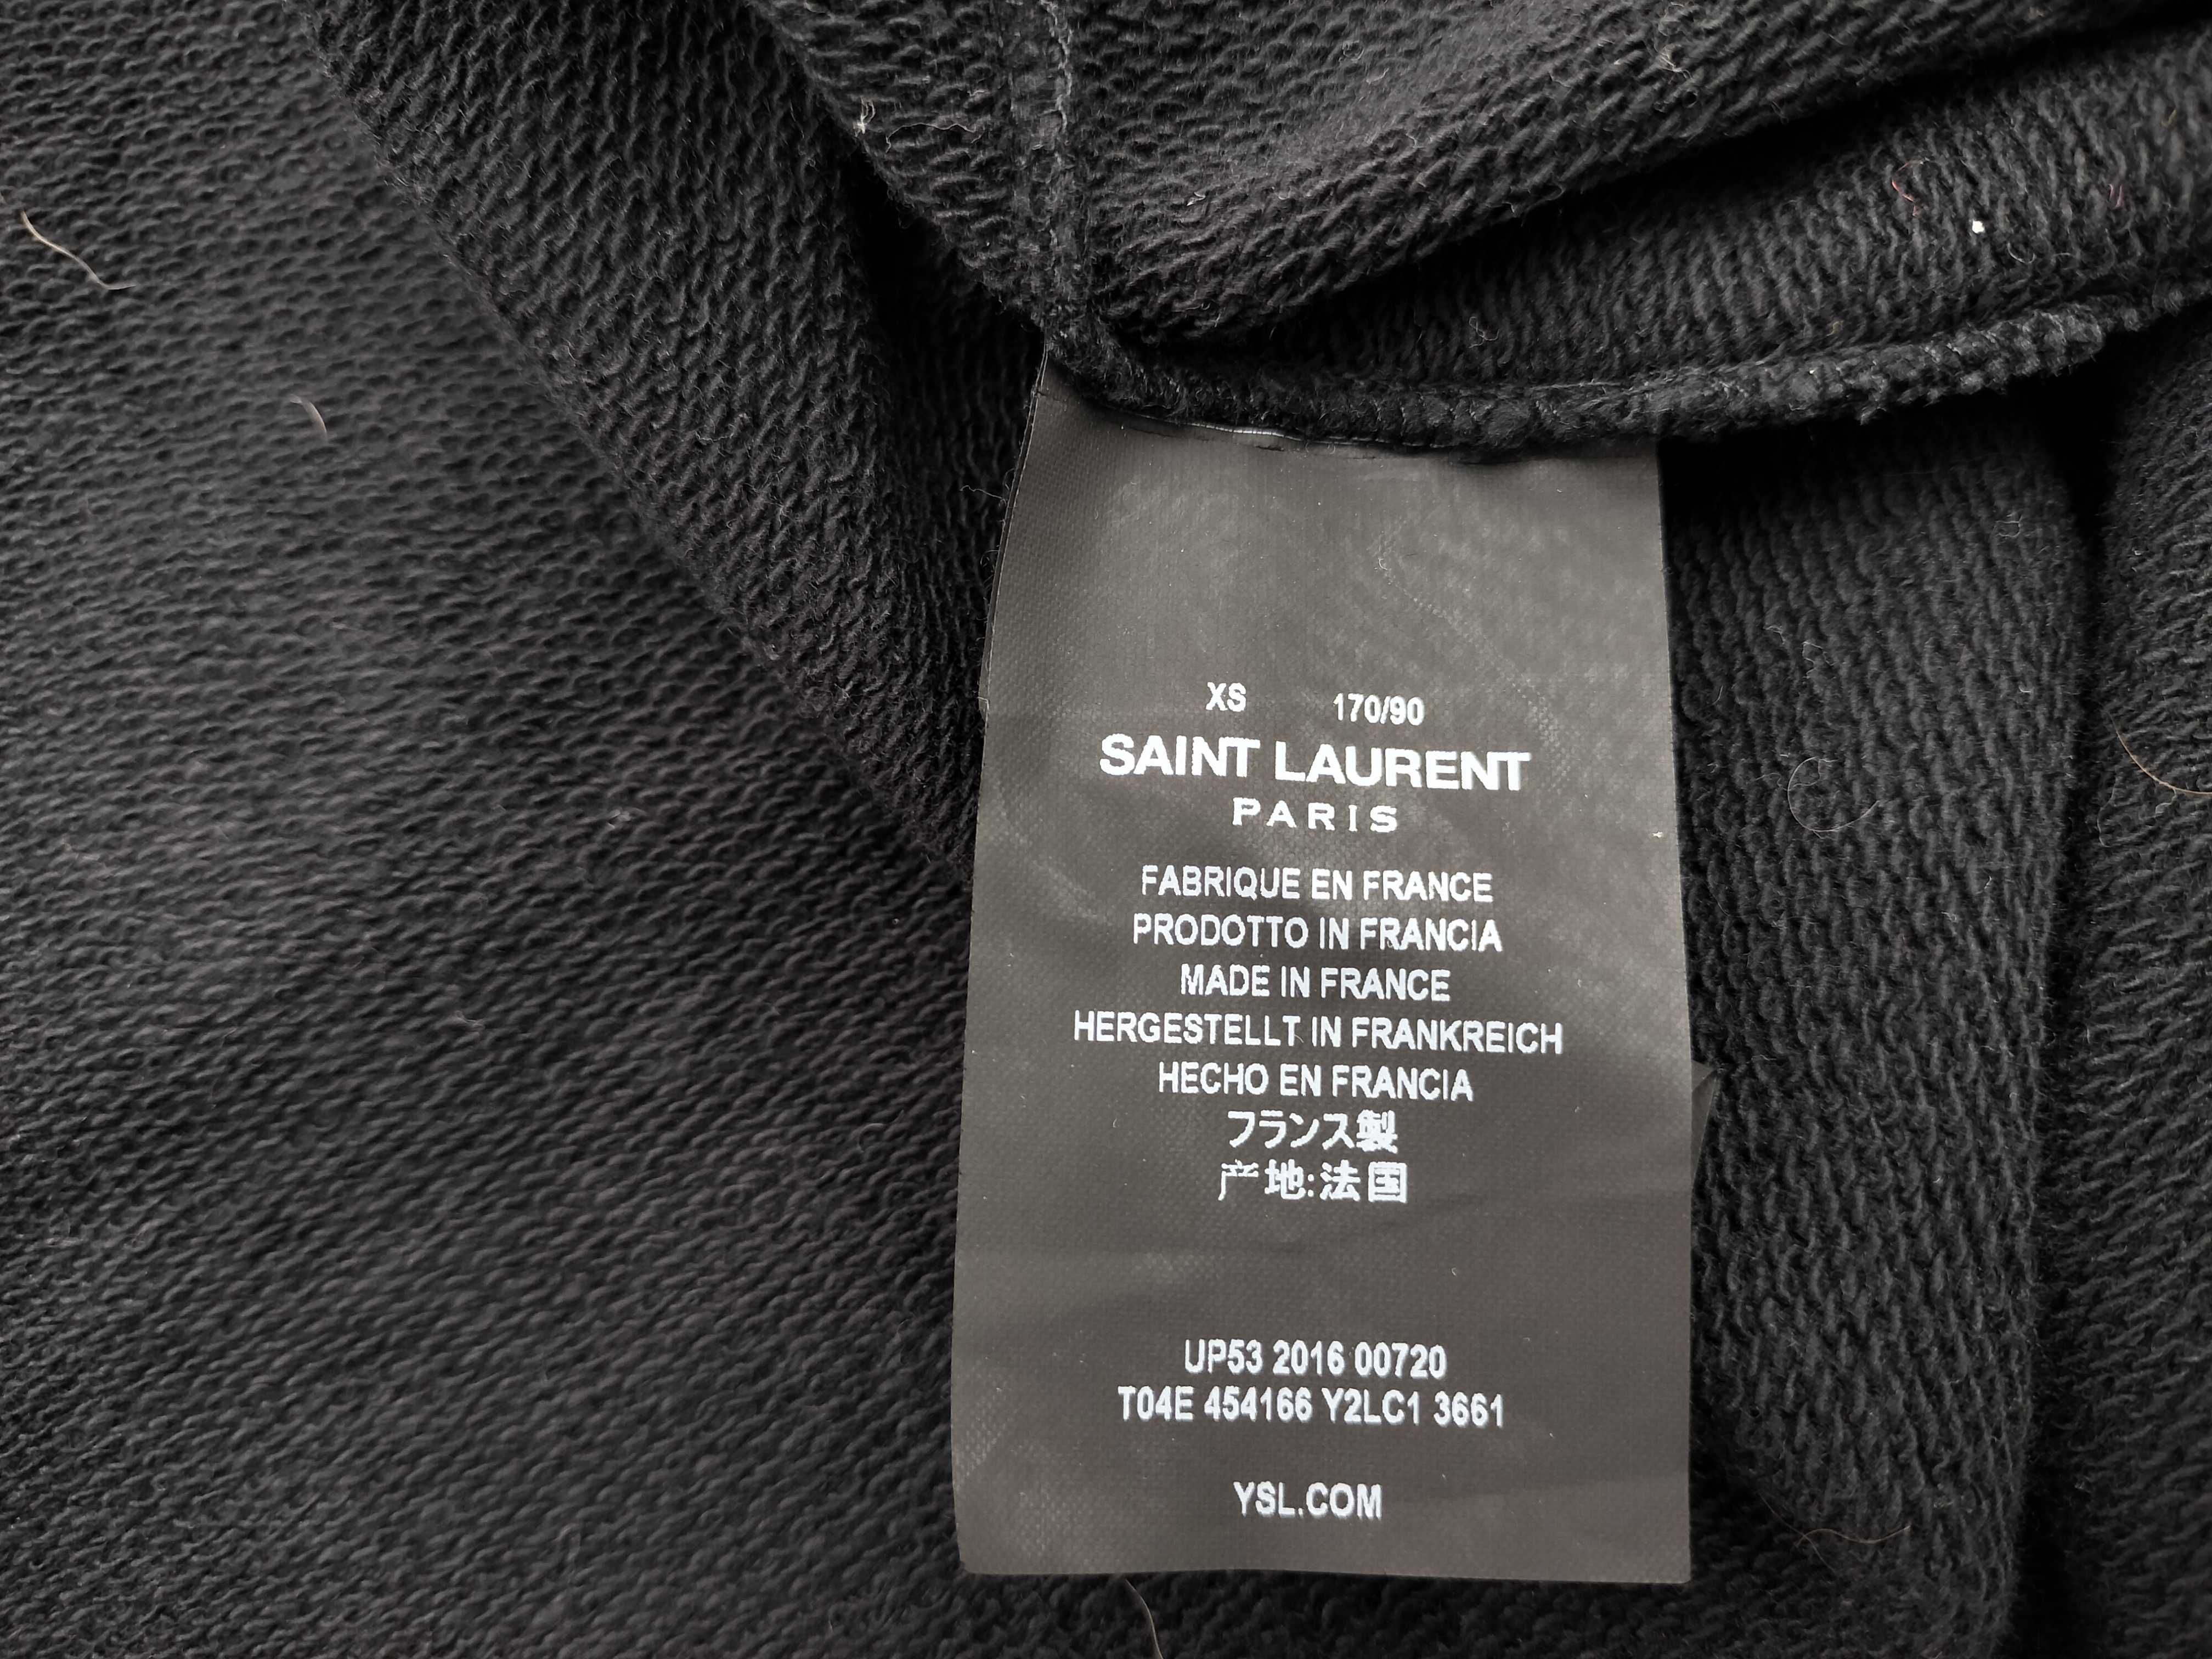 XS 170/90
SAINT LAURENT
PARIS
FABRIQUE EN FRANCE
PRODOTTO IN FRANCIA
MADE IN FRANCE
HERGESTELLT IN FRANKREICH
HECHO EN FRANCIA
フランス製
产地:法国
UP53 2016 00720
T04E 454166 Y2LC1 3661
YSL.COM